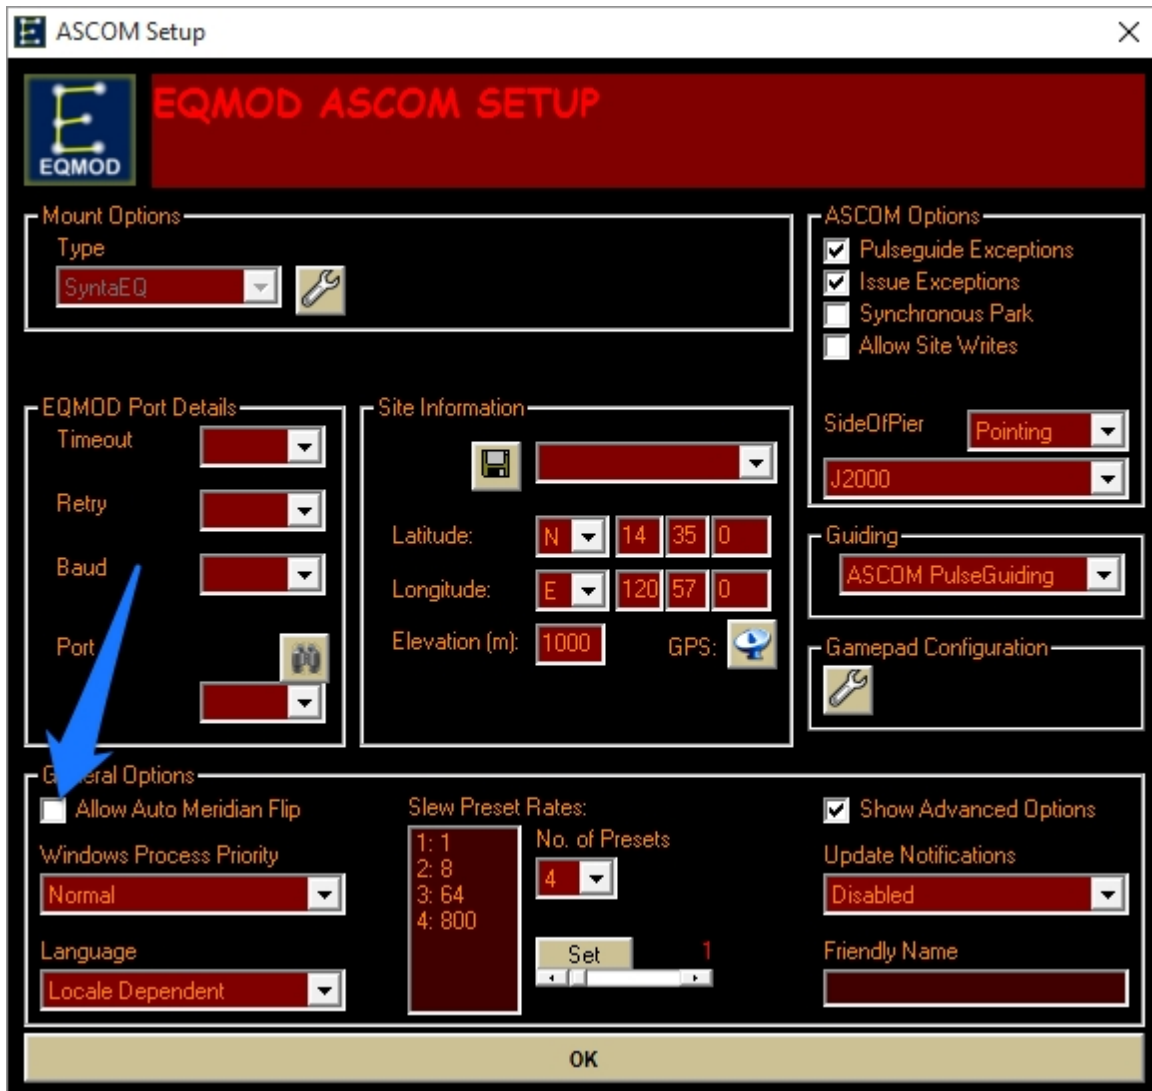 ASCOM Setup
EQMOD ASCOM SETUP
EQMOD
Mount Options
Type
SyntaEQ
ASCOM Options
Pulseguide Exceptions
Issue Exceptions
Synchronous Park
Allow Site Writes
SideOfPier
Pointing
J2000
EQMOD Port Details
Timeout
Retry
Baud
Port
Site Information
Latitude:
N 14 35 0
Longitude:
E 120 57 0
Elevation (m):
1000
GPS:
Guiding
ASCOM PulseGuiding
Gamepad Configuration
General Options
Allow Auto Meridian Flip
Windows Process Priority
Normal
Language
Locale Dependent
Slew Preset Rates:
1: 1
2: 8
3: 64
4: 800
No. of Presets
4
Set
1
Show Advanced Options
Update Notifications
Disabled
Friendly Name
OK